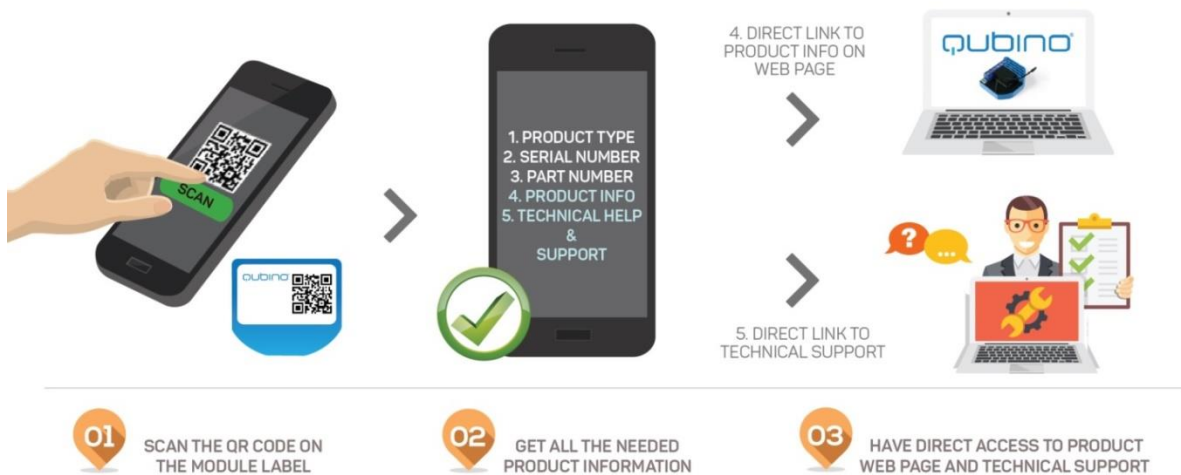 SCAN
QUBINO
1. PRODUCT TYPE
2. SERIAL NUMBER
3. PART NUMBER
4. PRODUCT INFO
5. TECHNICAL HELP
&
SUPPORT
4. DIRECT LINK TO
PRODUCT INFO ON
WEB PAGE
QUBINO®
?
...
5. DIRECT LINK TO
TECHNICAL SUPPORT
01
SCAN THE QR CODE ON
THE MODULE LABEL
02
GET ALL THE NEEDED
PRODUCT INFORMATION
03
HAVE DIRECT ACCESS TO PRODUCT
WEB PAGE AND TECHNICAL SUPPORT